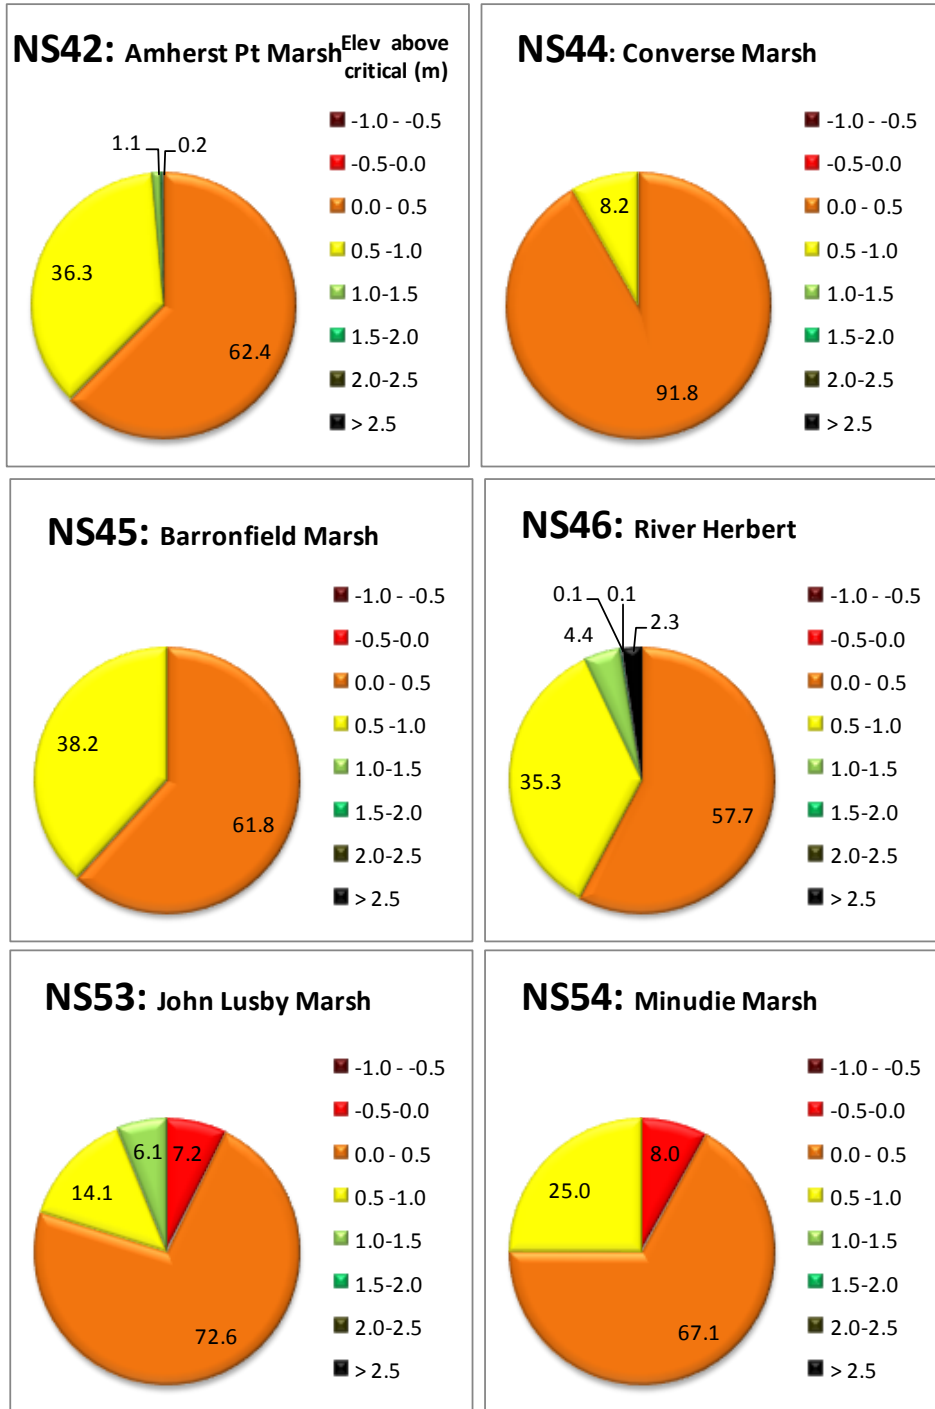 NS42: Amherst Pt Marsh
Elev above
critical (m)
1.1
0.2
36.3
62.4
-1.0 - -0.5
-0.5-0.0
0.0 - 0.5
0.5 -1.0
1.0-1.5
1.5-2.0
2.0-2.5
> 2.5
NS44: Converse Marsh
8.2
91.8
-1.0 - -0.5
-0.5-0.0
0.0 - 0.5
0.5 -1.0
1.0-1.5
1.5-2.0
2.0-2.5
> 2.5
NS45: Barronfield Marsh
38.2
61.8
-1.0 - -0.5
-0.5-0.0
0.0 - 0.5
0.5 -1.0
1.0-1.5
1.5-2.0
2.0-2.5
> 2.5
NS46: River Herbert
0.1
0.1
2.3
4.4
35.3
57.7
-1.0 - -0.5
-0.5-0.0
0.0 - 0.5
0.5 -1.0
1.0-1.5
1.5-2.0
2.0-2.5
> 2.5
NS53: John Lusby Marsh
6.1
7.2
14.1
72.6
-1.0 - -0.5
-0.5-0.0
0.0 - 0.5
0.5 -1.0
1.0-1.5
1.5-2.0
2.0-2.5
> 2.5
NS54: Minudie Marsh
8.0
25.0
67.1
-1.0 - -0.5
-0.5-0.0
0.0 - 0.5
0.5 -1.0
1.0-1.5
1.5-2.0
2.0-2.5
> 2.5